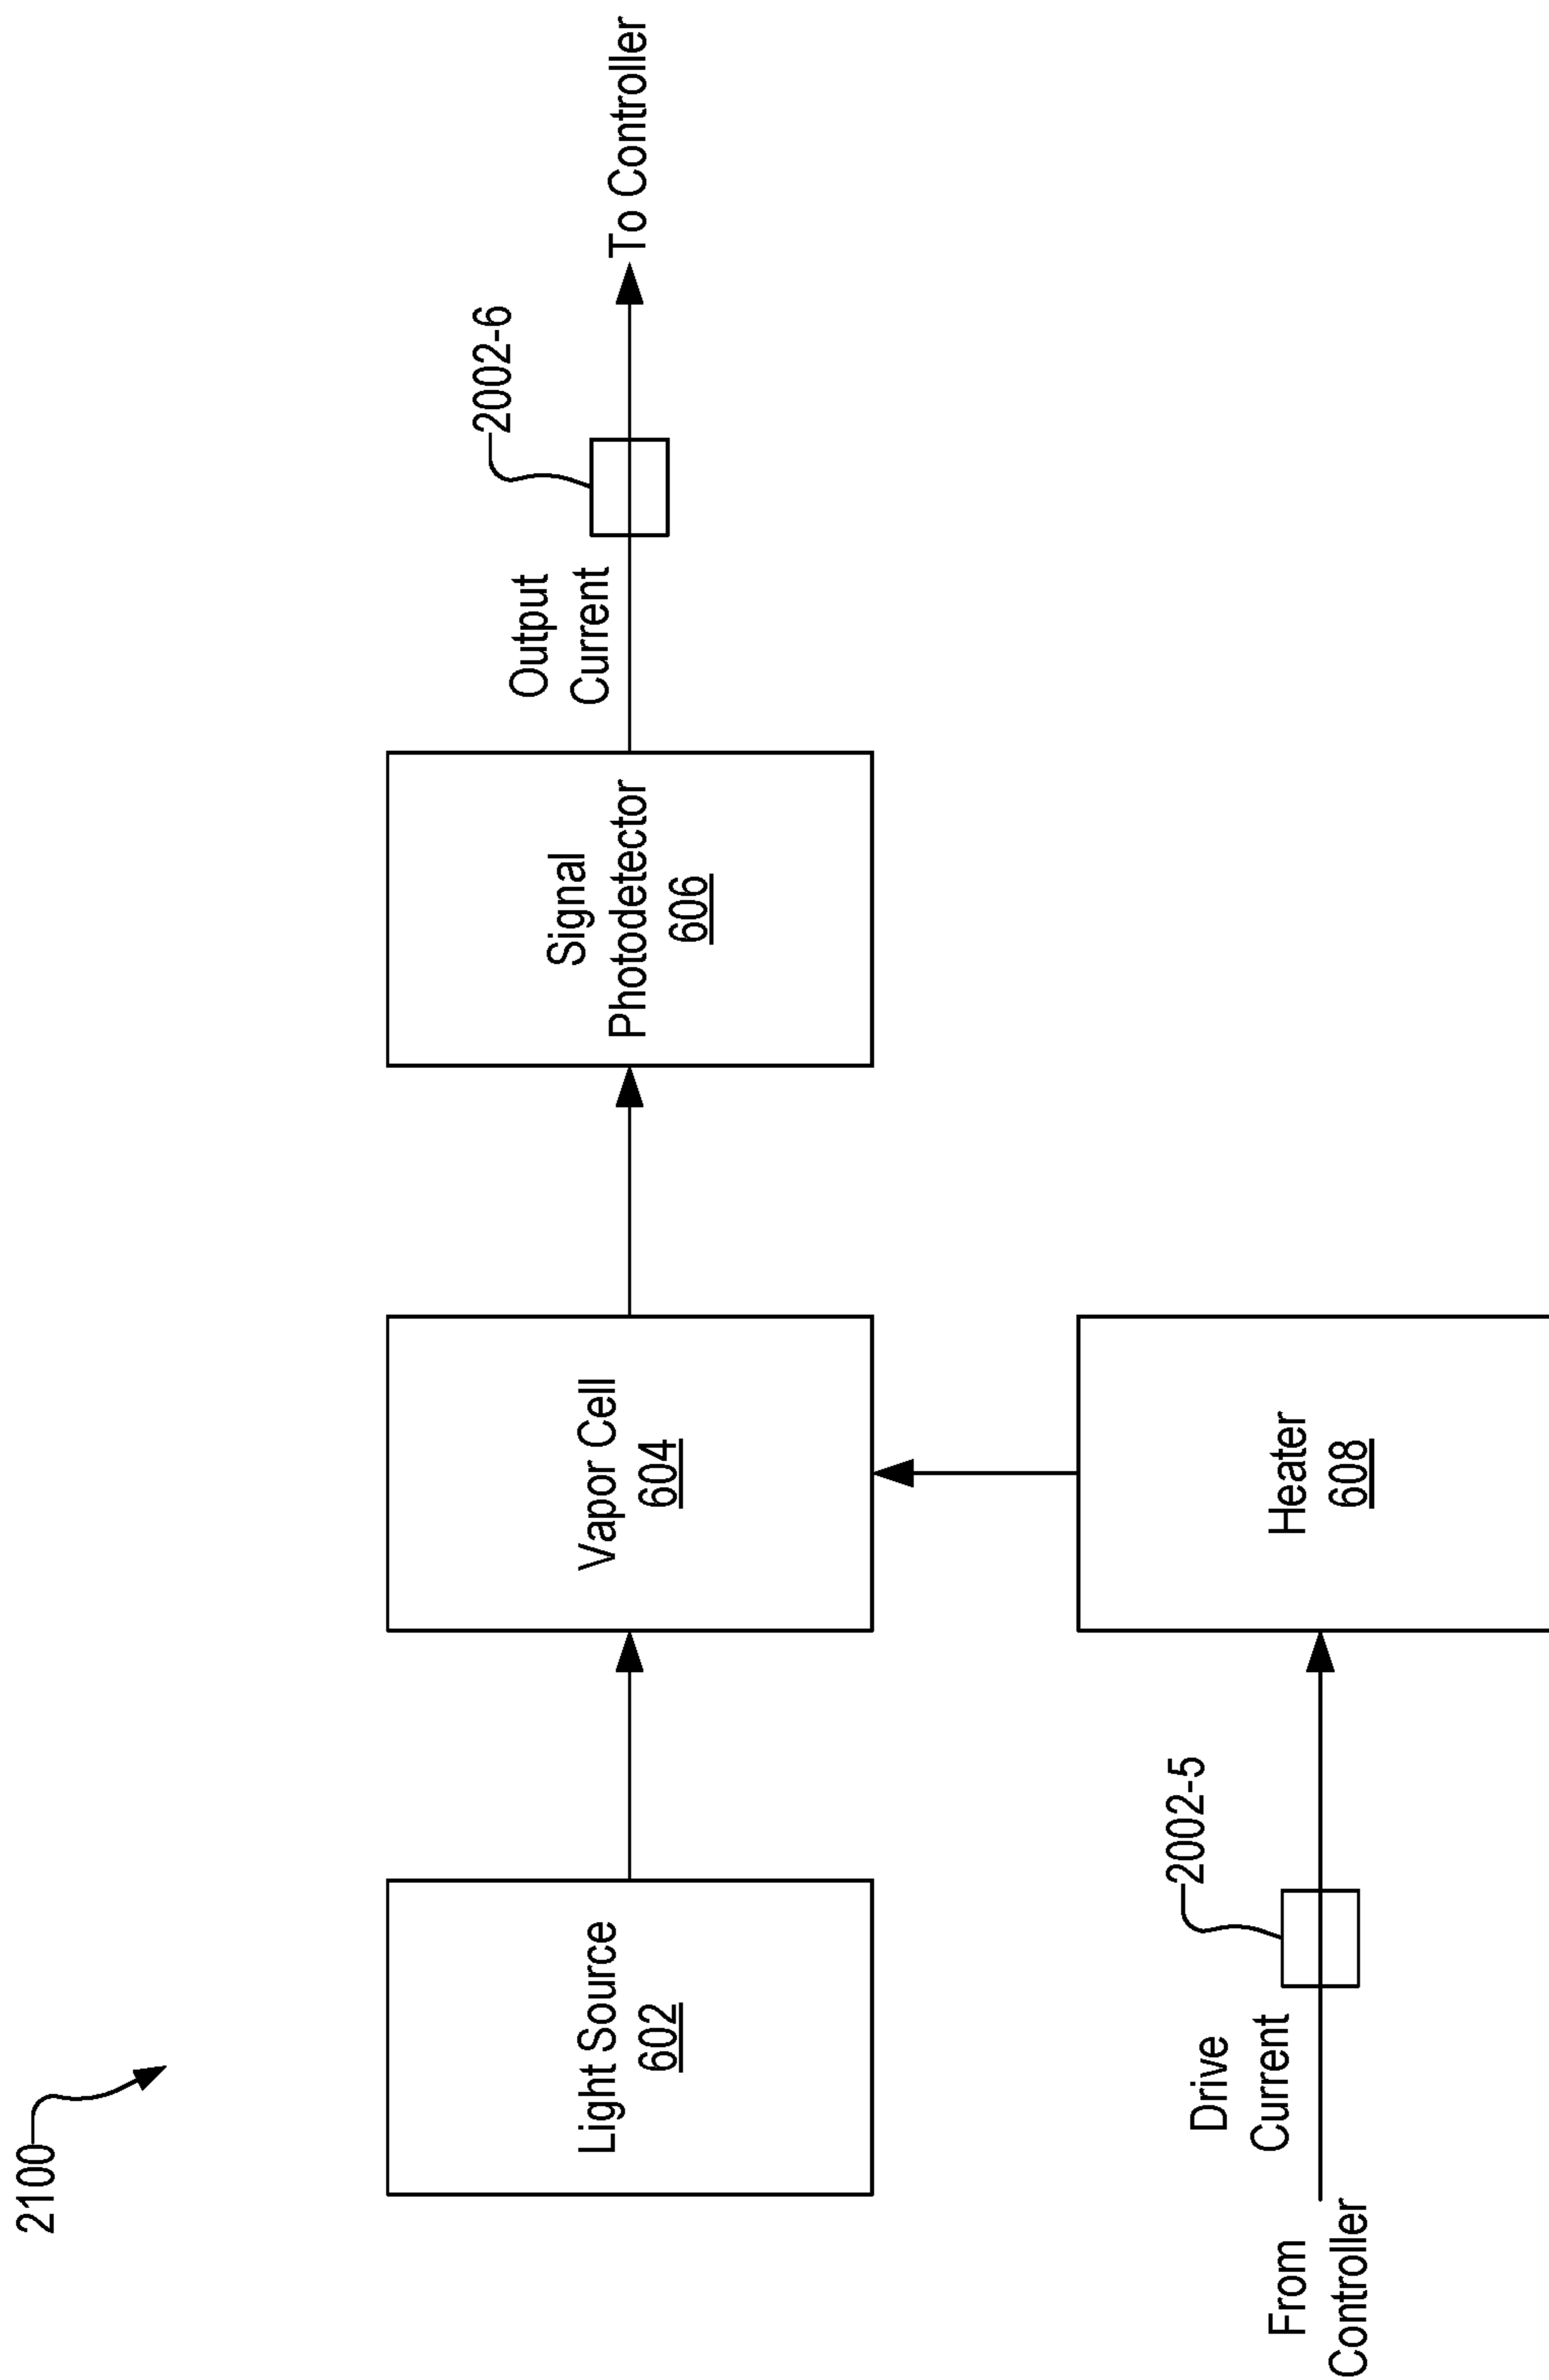 2100
Light Source
602
Vapor Cell
604
Signal
Photodetector
606
Output
Current
2002-6
To Controller
From
Controller
Drive
Current
2002-5
Heater
608